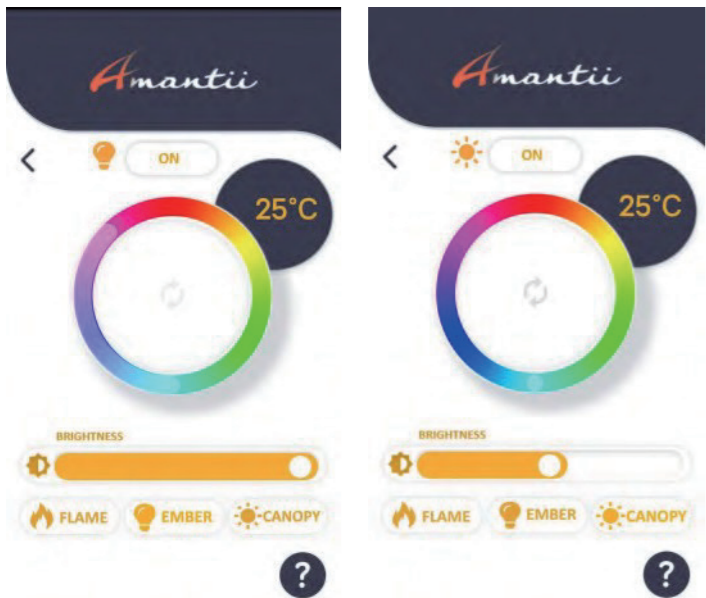 Amantii
ON
25°C
BRIGHTNESS
FLAME
EMBER
CANOPY
?
Amantii
ON
25°C
BRIGHTNESS
FLAME
EMBER
CANOPY
?